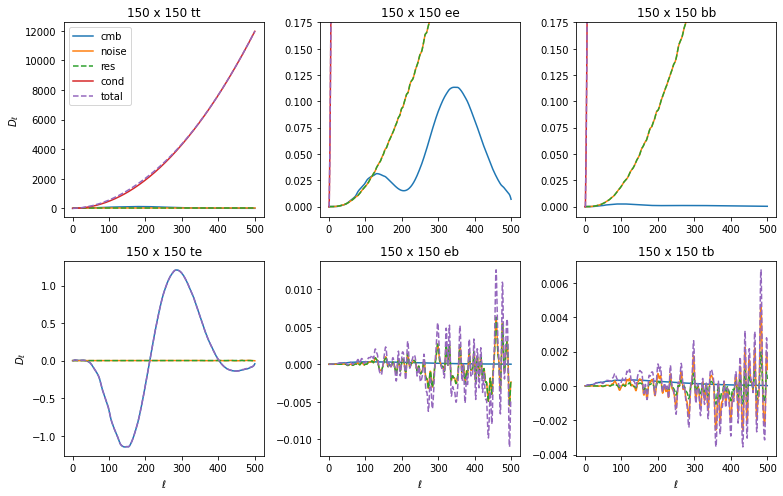 150 x 150 tt
150 x 150 ee
150 x 150 bb
Dℓ
12000
10000
8000
6000
4000
2000
0
cmb
noise
res
cond
total
0 100 200 300 400 500
0.175
0.150
0.125
0.100
0.075
0.050
0.025
0.000
0 100 200 300 400 500
0.175
0.150
0.125
0.100
0.075
0.050
0.025
0.000
0 100 200 300 400 500
150 x 150 te
150 x 150 eb
150 x 150 tb
Dℓ
1.0
0.5
0.0
−0.5
−1.0
0 100 200 300 400 500
ℓ
0.010
0.005
0.000
−0.005
−0.010
0 100 200 300 400 500
ℓ
0.006
0.004
0.002
0.000
−0.002
−0.004
0 100 200 300 400 500
ℓ